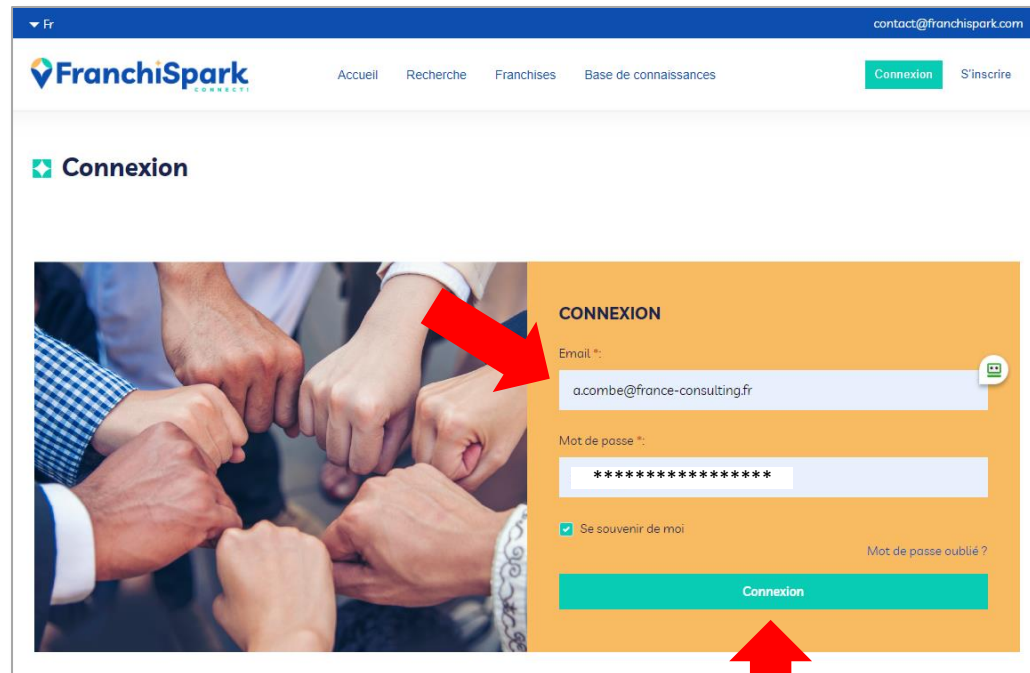 Fr
contact@franchispark.com
FranchiSpark
CONNECT!
Accueil Recherche Franchises Base de connaissances Connexion S'inscrire
Connexion
CONNEXION
Email *:
a.combe@france-consulting.fr
Mot de passe *:
*****************
Se souvenir de moi
Mot de passe oublié ?
Connexion